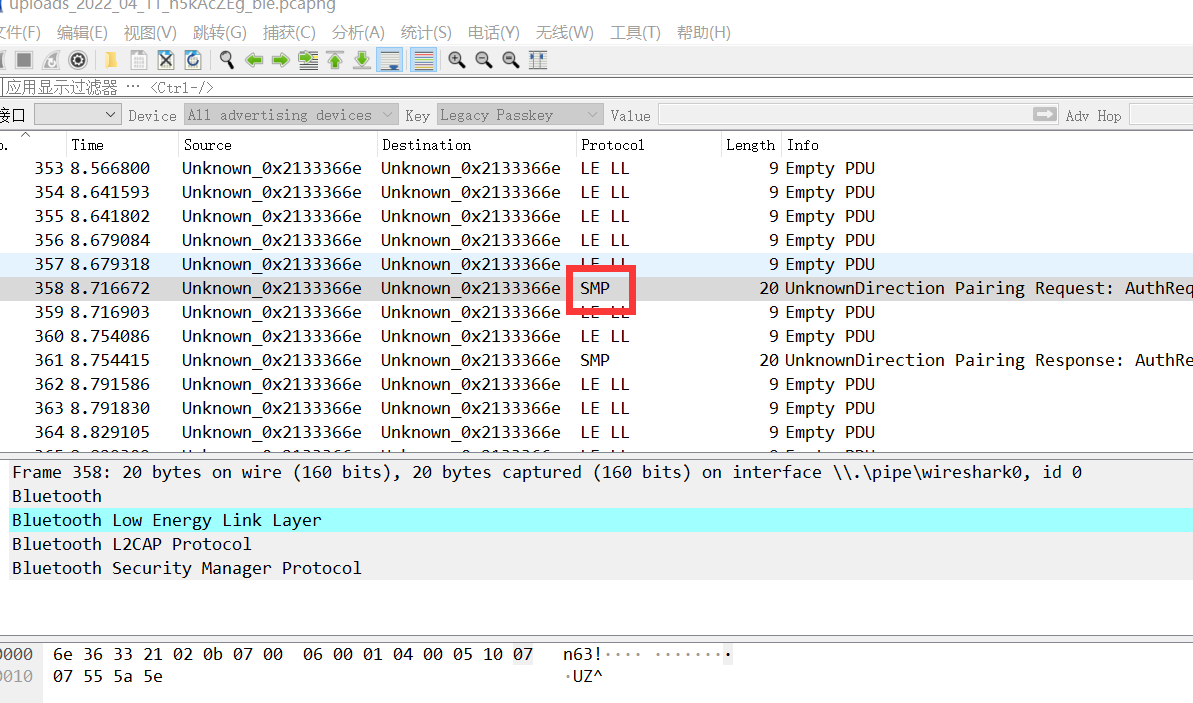 uploads_2022_04_11_h5kAcZEg_ble.pcapng
文件(F) 编辑(E) 视图(V) 跳转(G) 捕获(C) 分析(A) 统计(S) 电话(Y) 无线(W) 工具(T) 帮助(H)
应用显示过滤器 … <Ctrl-/>
接口 Device All advertising devices Key Legacy Passkey Value Adv Hop
Time Source Destination Protocol Length Info
353 8.566800 Unknown_0x2133366e Unknown_0x2133366e LE LL 9 Empty PDU
354 8.641593 Unknown_0x2133366e Unknown_0x2133366e LE LL 9 Empty PDU
355 8.641802 Unknown_0x2133366e Unknown_0x2133366e LE LL 9 Empty PDU
356 8.679084 Unknown_0x2133366e Unknown_0x2133366e LE LL 9 Empty PDU
357 8.679318 Unknown_0x2133366e Unknown_0x2133366e LE LL 9 Empty PDU
358 8.716672 Unknown_0x2133366e Unknown_0x2133366e SMP 20 UnknownDirection Pairing Request: AuthReq
359 8.716903 Unknown_0x2133366e Unknown_0x2133366e LE LL 9 Empty PDU
360 8.754086 Unknown_0x2133366e Unknown_0x2133366e LE LL 9 Empty PDU
361 8.754415 Unknown_0x2133366e Unknown_0x2133366e SMP 20 UnknownDirection Pairing Response: AuthRe
362 8.791586 Unknown_0x2133366e Unknown_0x2133366e LE LL 9 Empty PDU
363 8.791830 Unknown_0x2133366e Unknown_0x2133366e LE LL 9 Empty PDU
364 8.829105 Unknown_0x2133366e Unknown_0x2133366e LE LL 9 Empty PDU
Frame 358: 20 bytes on wire (160 bits), 20 bytes captured (160 bits) on interface \\.\pipe\wireshark0, id 0
Bluetooth
Bluetooth Low Energy Link Layer
Bluetooth L2CAP Protocol
Bluetooth Security Manager Protocol
0000 6e 36 33 21 02 0b 07 00 06 00 01 04 00 05 10 07 n63!···· ········
0010 07 55 5a 5e ·UZ^